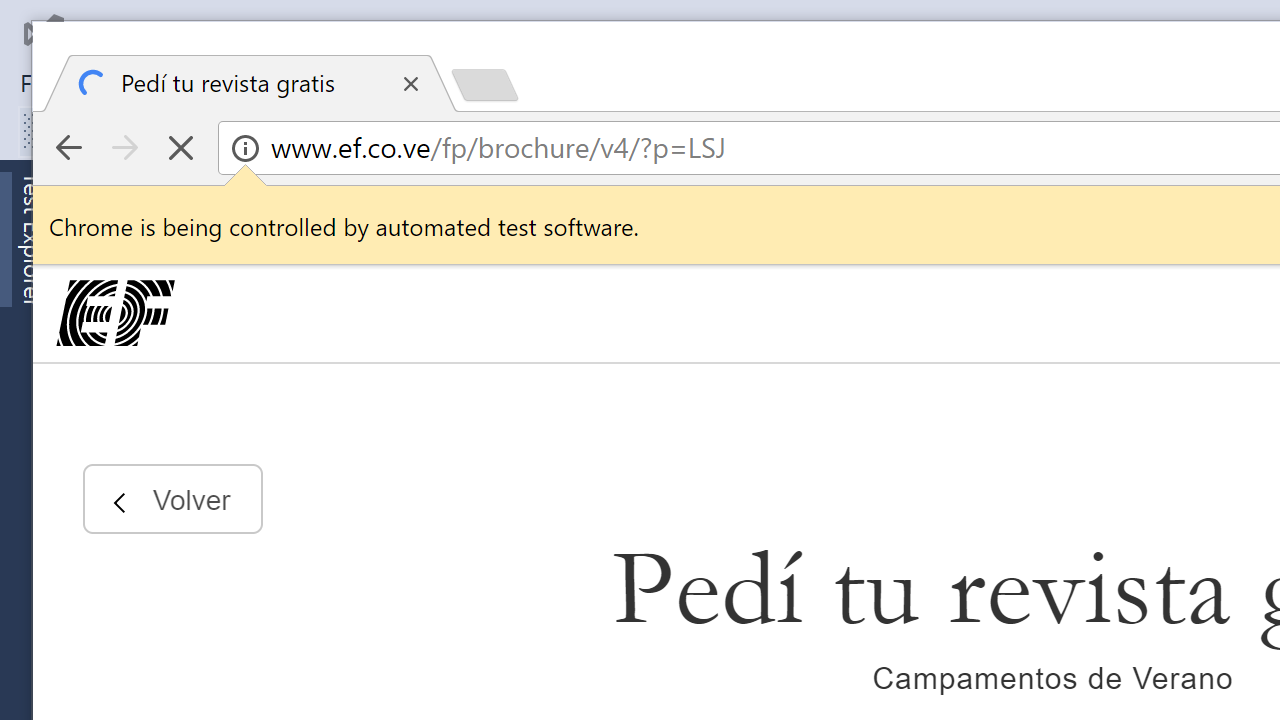 F
Pedí tu revista gratis
www.ef.co.ve/fp/brochure/v4/?p=LSJ
Chrome is being controlled by automated test software.
Test Explorer
EF
Volver
Pedí tu revista g
Campamentos de Verano